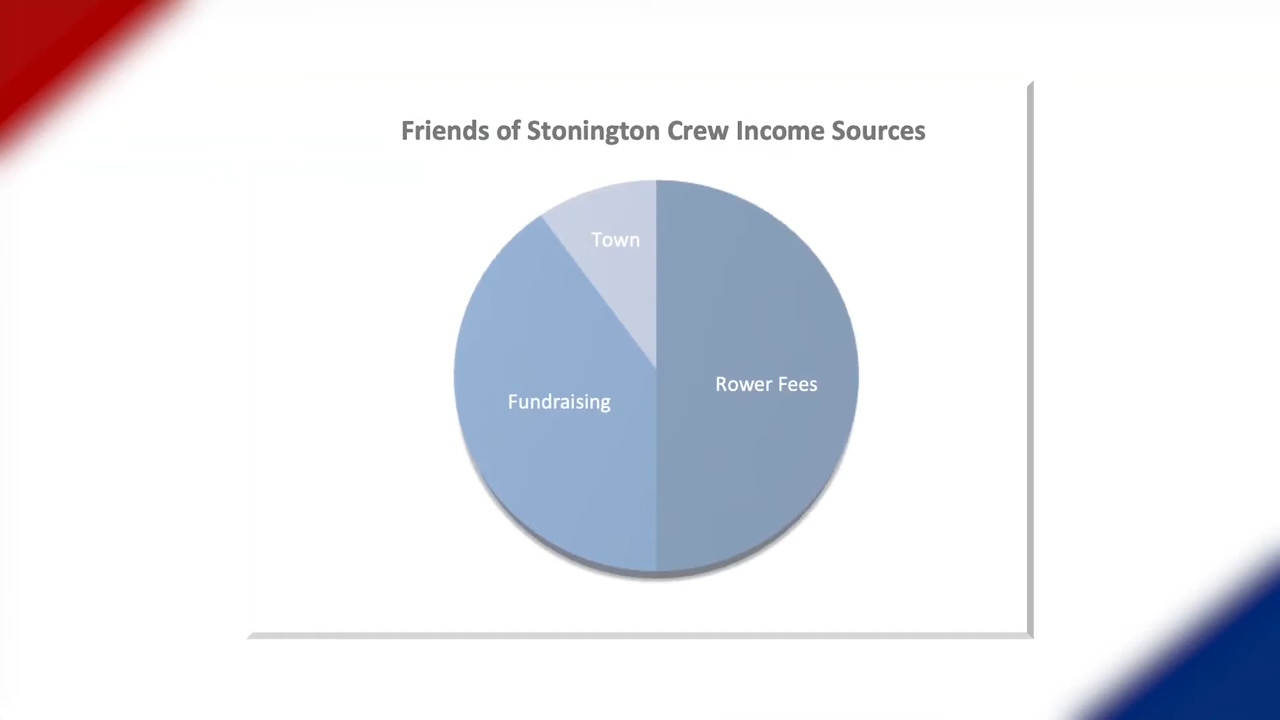 Friends of Stonington Crew Income Sources
Town
Rower Fees
Fundraising